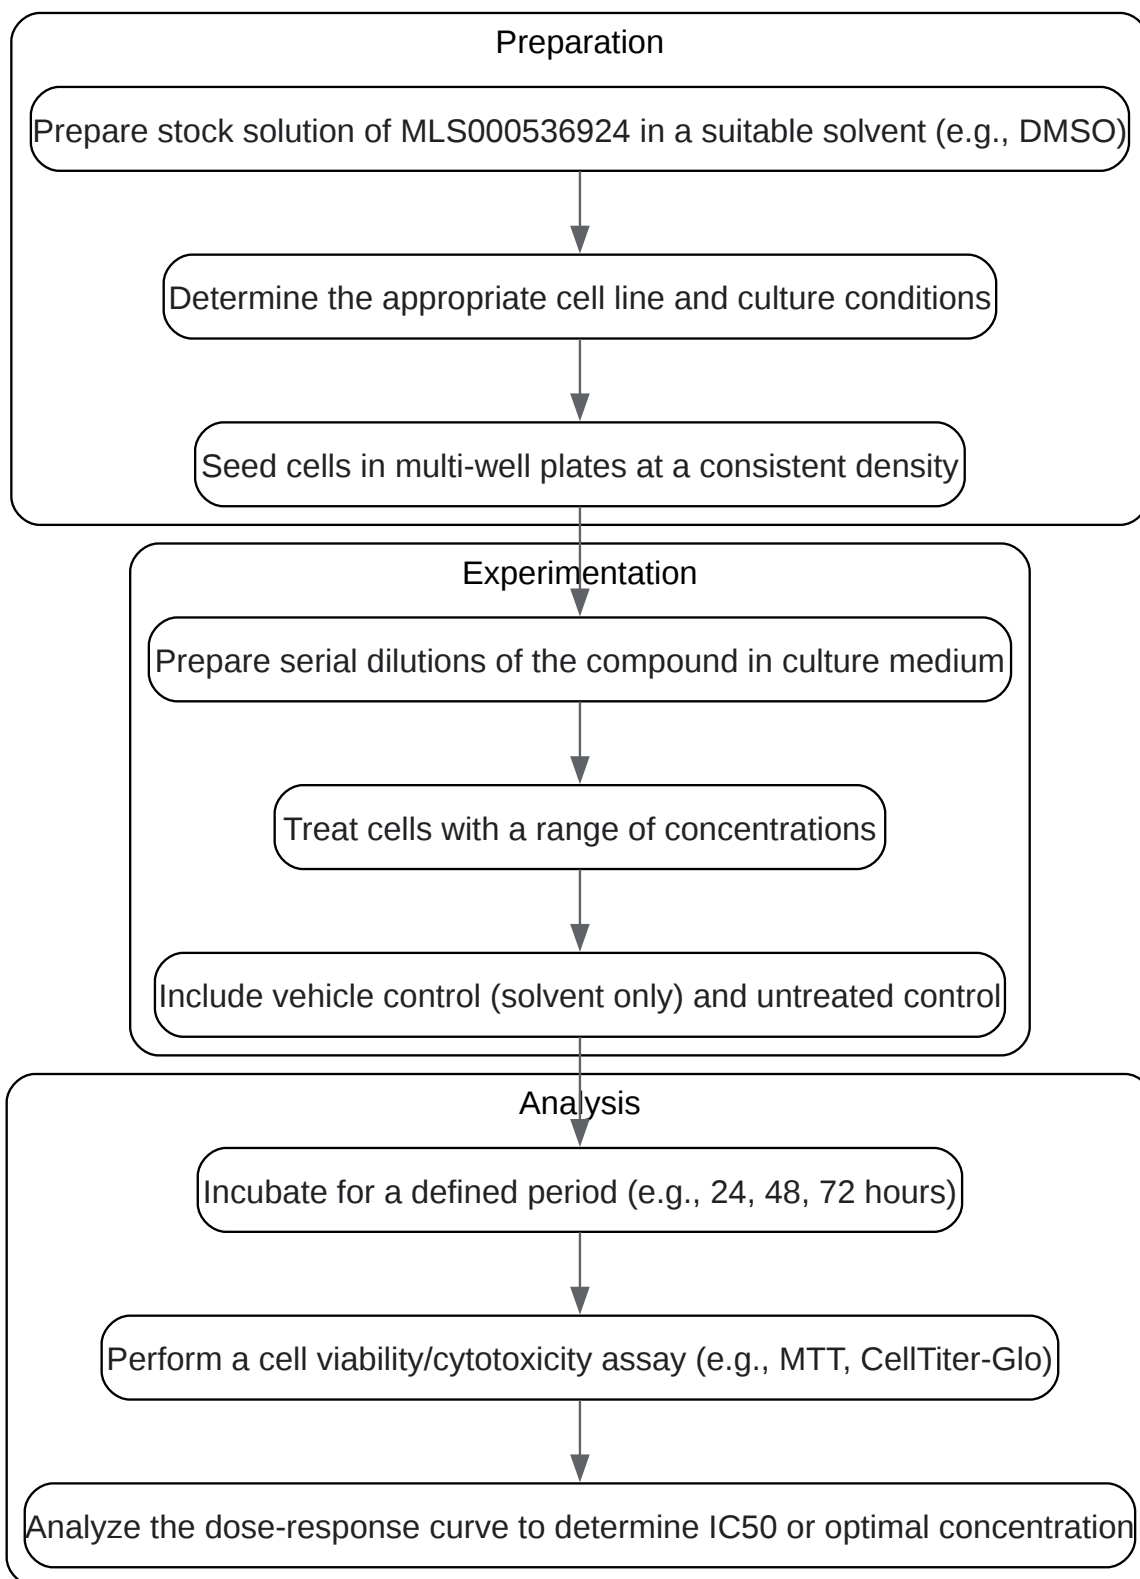 Preparation
Prepare stock solution of MLS000536924 in a suitable solvent (e.g., DMSO)
Determine the appropriate cell line and culture conditions
Seed cells in multi-well plates at a consistent density
Experimentation
Prepare serial dilutions of the compound in culture medium
Treat cells with a range of concentrations
Include vehicle control (solvent only) and untreated control
Analysis
Incubate for a defined period (e.g., 24, 48, 72 hours)
Perform a cell viability/cytotoxicity assay (e.g., MTT, CellTiter-Glo)
Analyze the dose-response curve to determine IC50 or optimal concentration